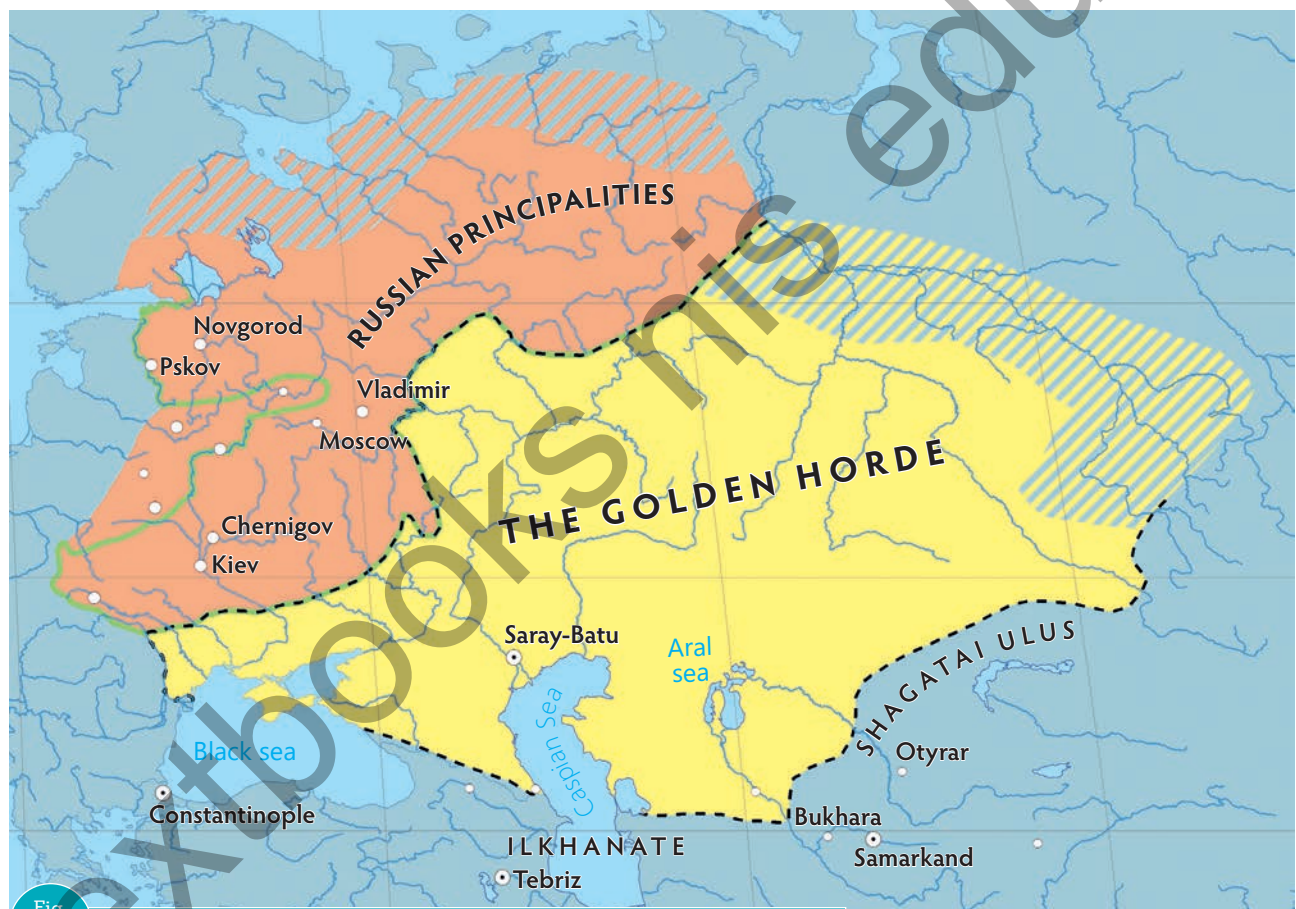 RUSSIAN PRINCIPALITIES
Novgorod
Pskov
Vladimir
Moscow
THE GOLDEN HORDE
Chernigov
Kiev
Saray-Batu
Aral
sea
SHAGATAI ULUS
Caspian Sea
Black sea
Otyrar
Constantinople
Bukhara
ILKHANATE
Samarkand
Tebriz
Fig
textbooks nis edu